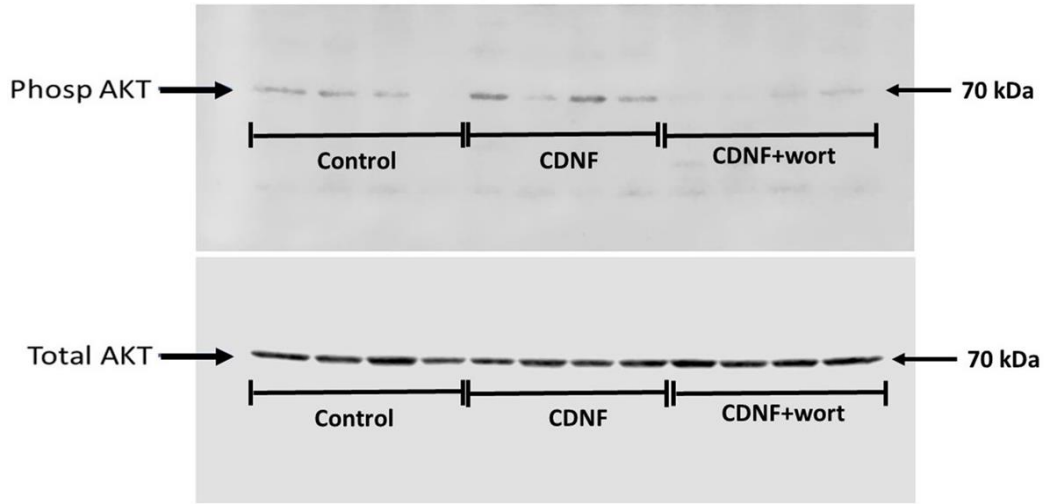 Phosp AKT
70 kDa
Control
CDNF
CDNF+wort
Total AKT
70 kDa
Control
CDNF
CDNF+wort